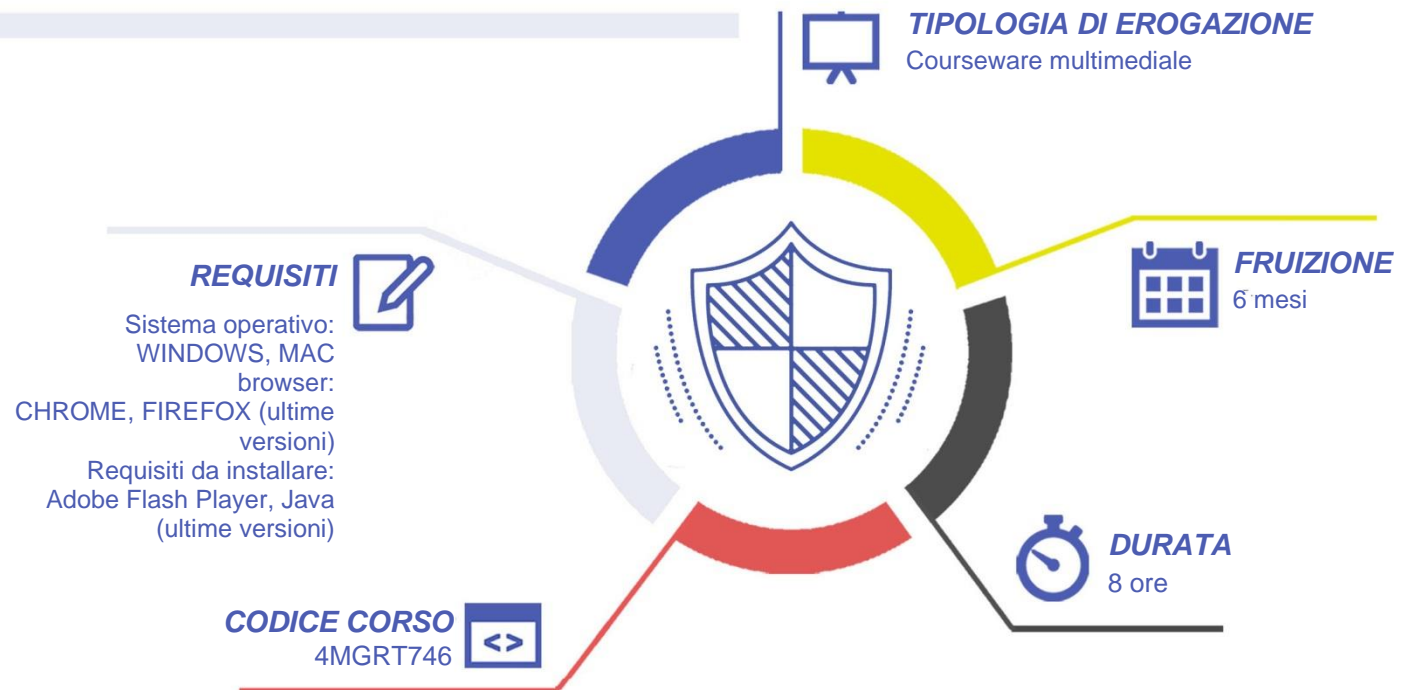 TIPOLOGIA DI EROGAZIONE
Courseware multimediale
REQUISITI
Sistema operativo:
WINDOWS, MAC
browser:
CHROME, FIREFOX (ultime
versioni)
Requisiti da installare:
Adobe Flash Player, Java
(ultime versioni)
FRUIZIONE
6 mesi
DURATA
8 ore
CODICE CORSO
4MGRT746